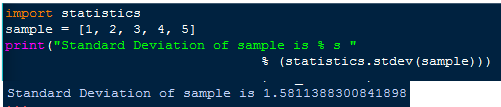 import statistics
sample = [1, 2, 3, 4, 5]
print("Standard Deviation of sample is % s "
% (statistics.stdev(sample)))
Standard Deviation of sample is 1.5811388300841898